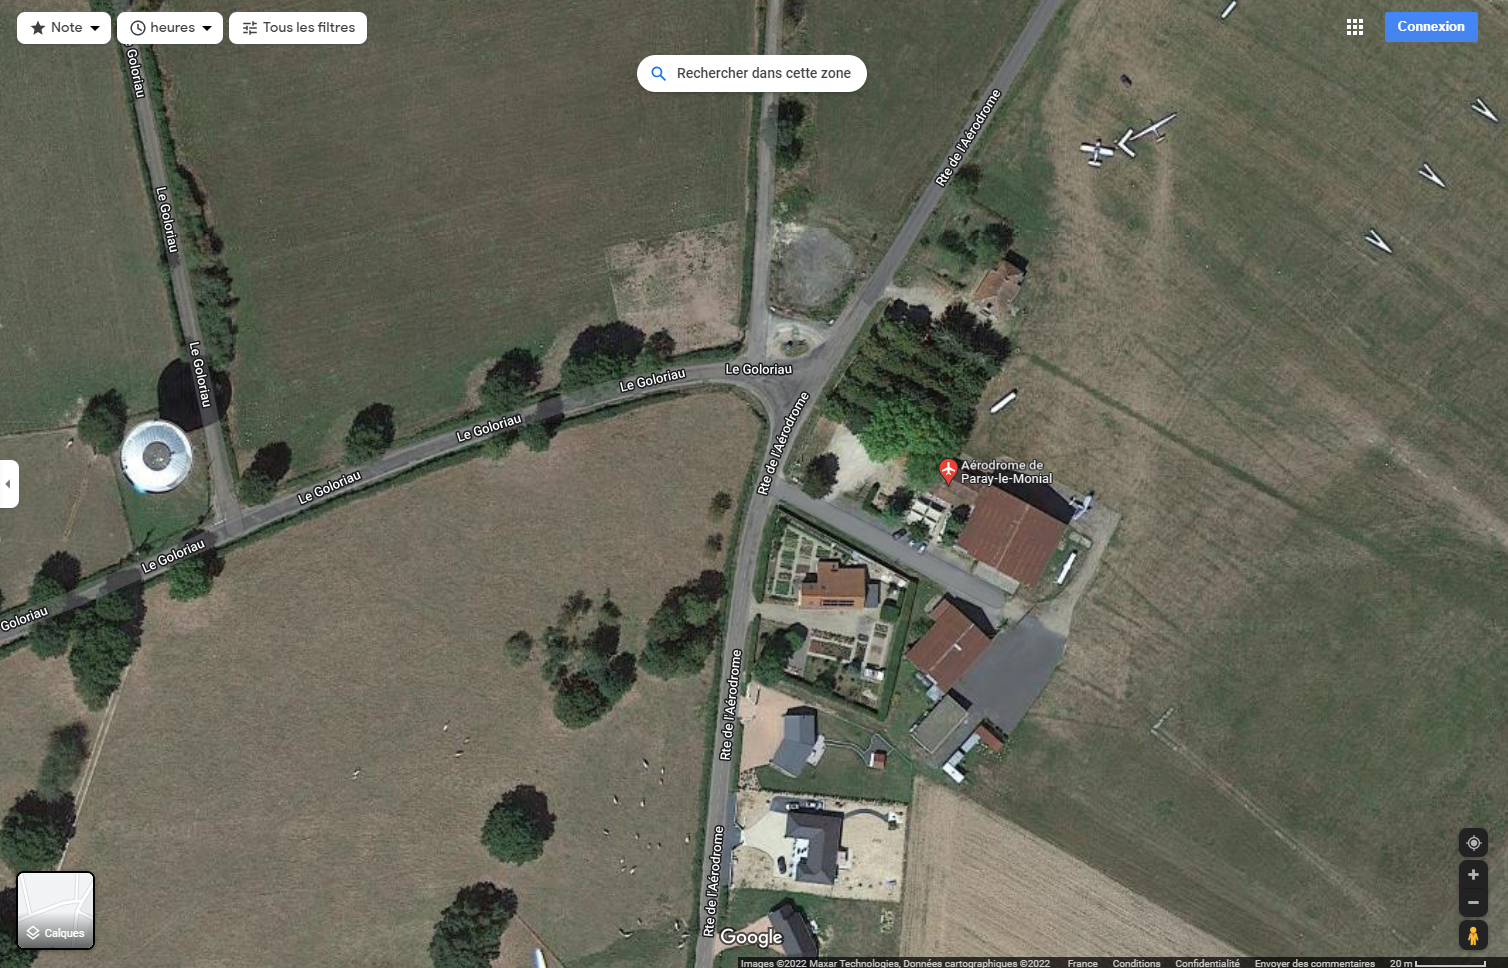 Note
heures
Tous les filtres
Connexion
Rechercher dans cette zone
Goloriau
Rte de l'Aérodrome
Le Goloriau
Le Goloriau
Le Goloriau
Le Goloriau
Le Goloriau
Rte de l'Aérodrome
Aérodrome de
Paray-le-Monial
Le Goloriau
Le Goloriau
Goloriau
Rte de l'Aérodrome
Rte de l'Aérodrome
Calques
Google
Images ©2022 Maxar Technologies, Données cartographiques ©2022 France Conditions Confidentialité Envoyer des commentaires 20 m